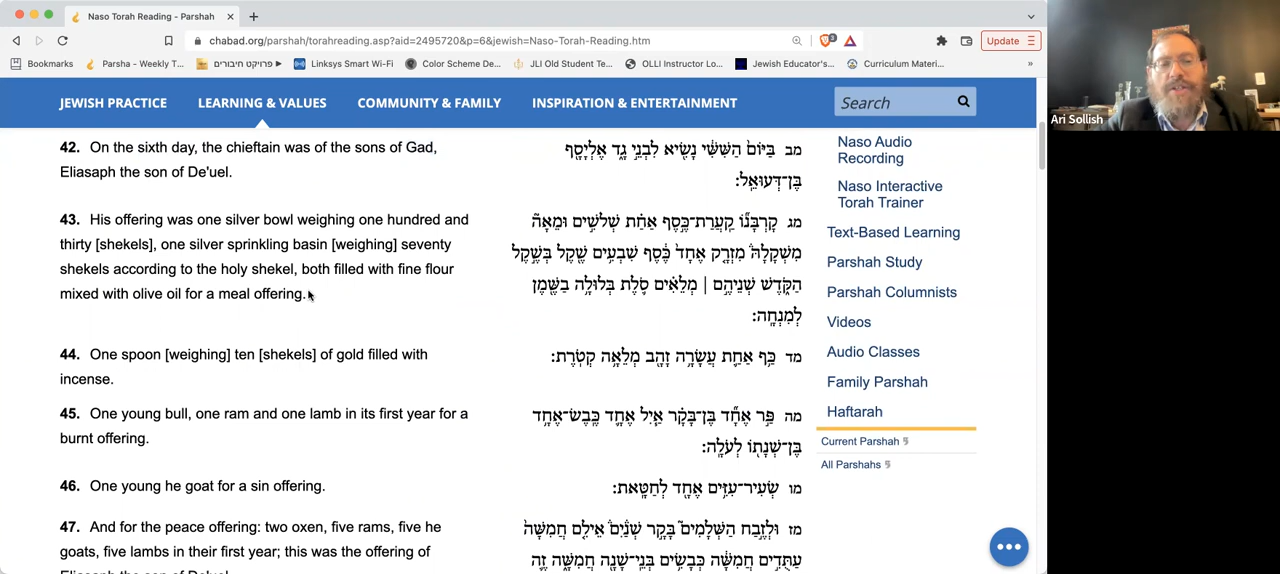 Naso Torah Reading - Parshah
chabad.org/parshah/torahreading.asp?aid=2495720&p=6&jewish=Naso-Torah-Reading.htm
3
Update
Bookmarks
Parsha - Weekly T...
פרויקט חיבורים
Linksys Smart Wi-Fi
Color Scheme De...
JLI Old Student Te...
OLLI Instructor Lo...
Jewish Educator's...
Curriculum Materi...
»
JEWISH PRACTICE
LEARNING & VALUES
COMMUNITY & FAMILY
INSPIRATION & ENTERTAINMENT
Search
Ari Sollish
42. On the sixth day, the chieftain was of the sons of Gad,
Eliasaph the son of De'uel.
מב בַּיּוֹם֙ הַשִּׁשִּׁ֔י נָשִׂ֖יא לִבְנֵ֣י גָ֑ד אֶלְיָסָ֖ף
בֶּן־דְּעוּאֵֽל:
43. His offering was one silver bowl weighing one hundred and
thirty [shekels], one silver sprinkling basin [weighing] seventy
shekels according to the holy shekel, both filled with fine flour
mixed with olive oil for a meal offering.
מג קָרְבָּנ֞וֹ קַֽעֲרַת־כֶּ֣סֶף אַחַ֗ת שְׁלשִׁ֣ים וּמֵאָה֘
מִשְׁקָלָהּ֒ מִזְרָ֤ק אֶחָד֙ כֶּ֔סֶף שִׁבְעִ֥ים שֶׁ֖קֶל בְּשֶׁ֣קֶל
הַקֹּ֑דֶשׁ שְׁנֵיהֶ֣ם | מְלֵאִ֗ים סֹ֛לֶת בְּלוּלָ֥ה בַשֶּׁ֖מֶן
לְמִנְחָֽה:
44. One spoon [weighing] ten [shekels] of gold filled with
incense.
מד כַּ֥ף אַחַ֛ת עֲשָׂרָ֥ה זָהָ֖ב מְלֵאָ֥ה קְטֹֽרֶת:
45. One young bull, one ram and one lamb in its first year for a
burnt offering.
מה פַּ֣ר אֶחָ֞ד בֶּן־בָּקָ֗ר אַ֧יִל אֶחָ֛ד כֶּֽבֶשׂ־אֶחָ֥ד
בֶּן־שְׁנָת֖וֹ לְעֹלָֽה:
46. One young he goat for a sin offering.
מו שְׂעִיר־עִזִּ֥ים אֶחָ֖ד לְחַטָּֽאת:
47. And for the peace offering: two oxen, five rams, five he
goats, five lambs in their first year; this was the offering of
Eliasaph the son of De'uel.
מז וּלְזֶ֣בַח הַשְּׁלָמִים֘ בָּקָ֣ר שְׁנַ֒יִם֒ אֵילִ֤ם חֲמִשָּׁה֙
עַתֻּדִ֣ים חֲמִשָּׁ֔ה כְּבָשִׂ֥ים בְּנֵֽי־שָׁנָ֖ה חֲמִשָּׁ֑ה זֶ֛ה
Naso Audio
Recording
Naso Interactive
Torah Trainer
Text-Based Learning
Parshah Study
Parshah Columnists
Videos
Audio Classes
Family Parshah
Haftarah
Current Parshah
All Parshahs